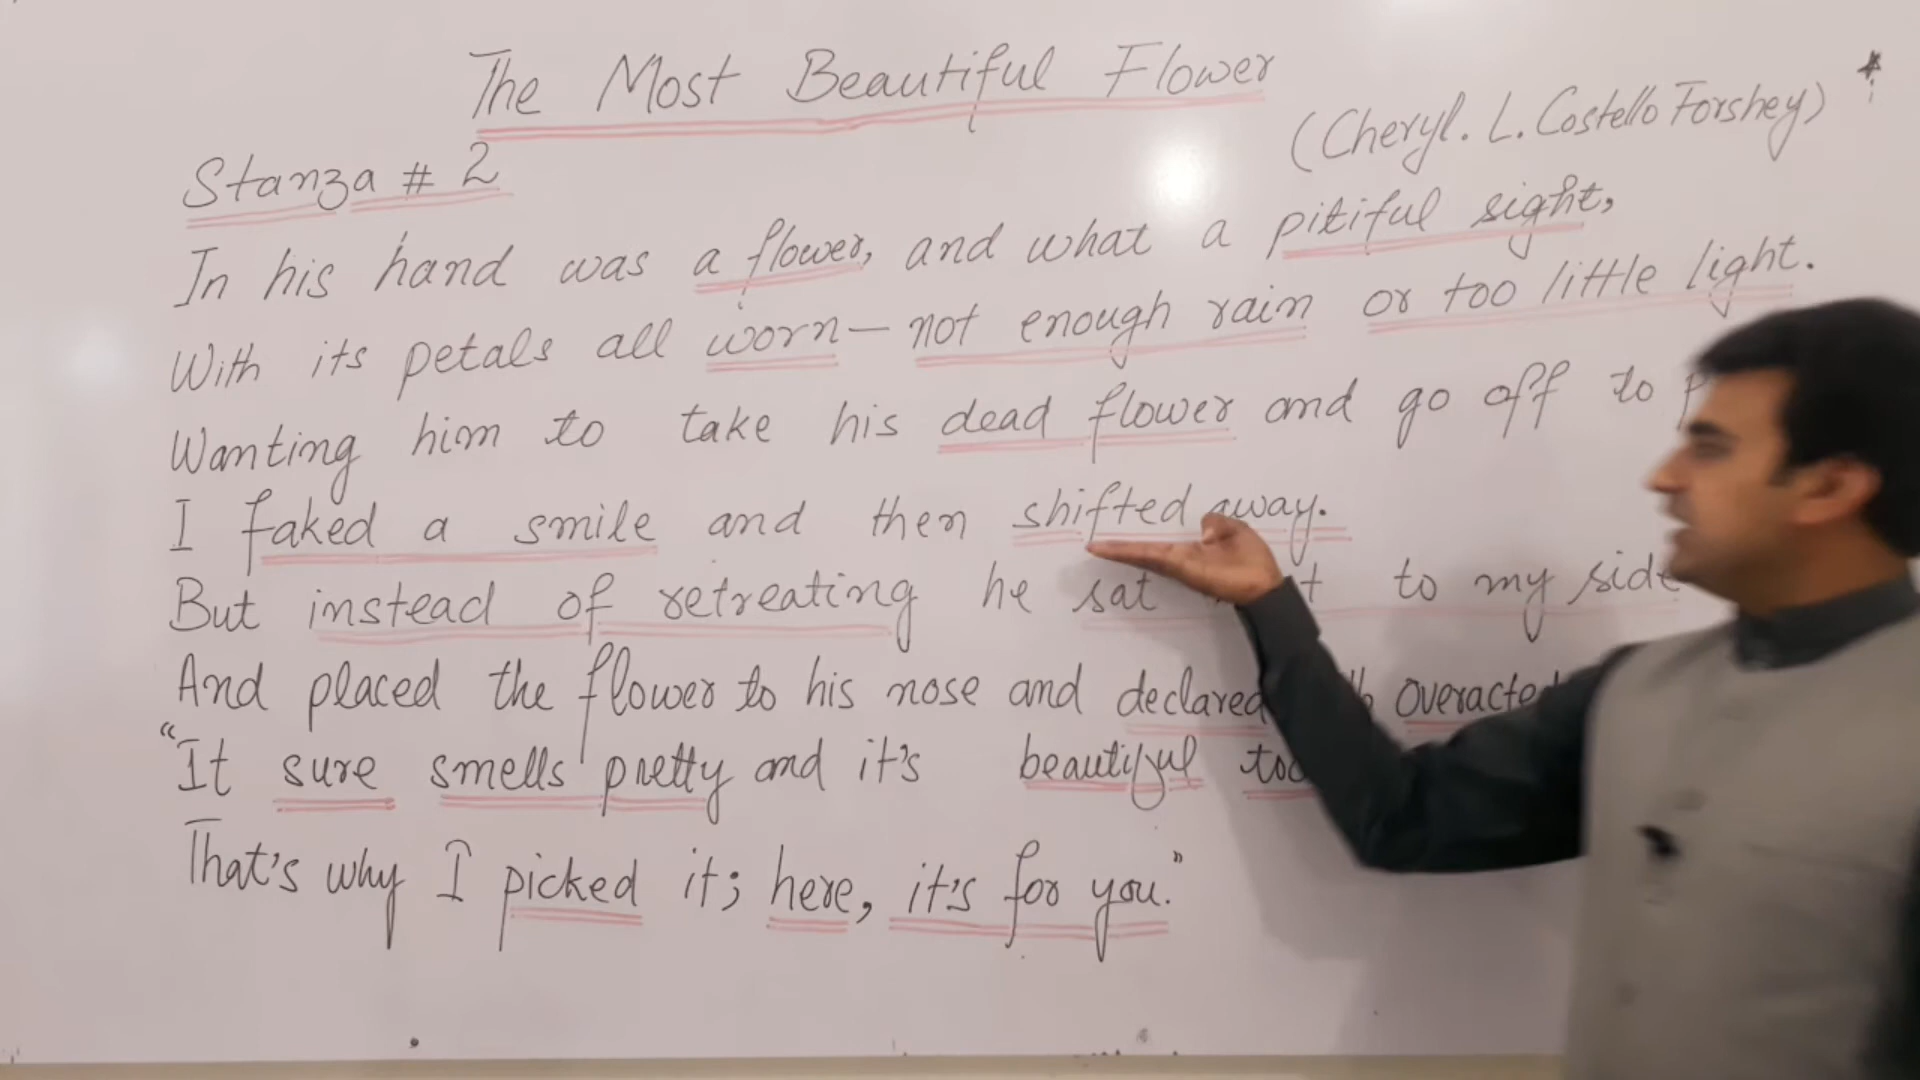 The Most Beautiful Flower
(Cheryl. L. Costello Forshey)
Stanza # 2
In his hand was a flower, and what a pitiful sight,
With its petals all worn — not enough rain or too little light.
Wanting him to take his dead flower and go off to
I faked a smile and then shifted away.
But instead of retreating he sat to my side
And placed the flower to his nose and declared overacted
"It sure smells pretty and it's beautiful too
That's why I picked it; here, it's for you."